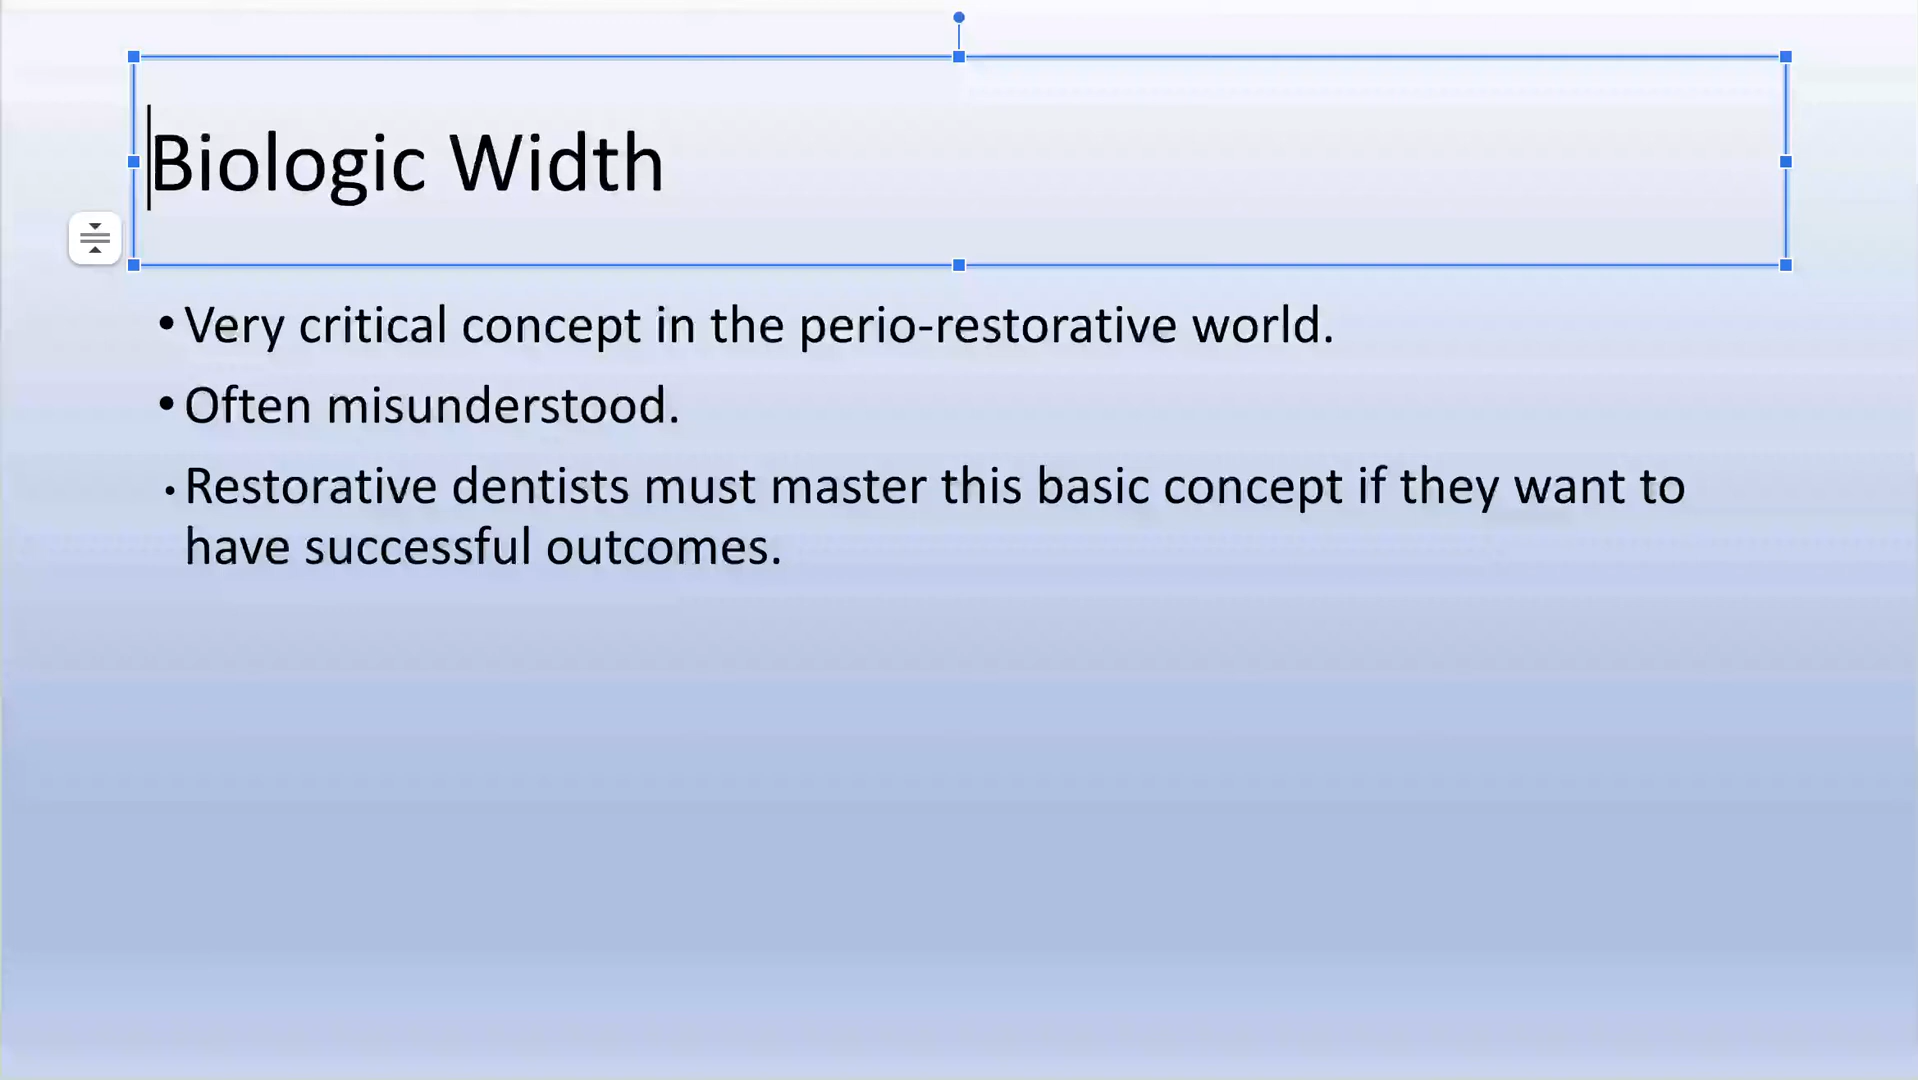 Biologic Width
• Very critical concept in the perio-restorative world.
• Often misunderstood.
• Restorative dentists must master this basic concept if they want to
have successful outcomes.